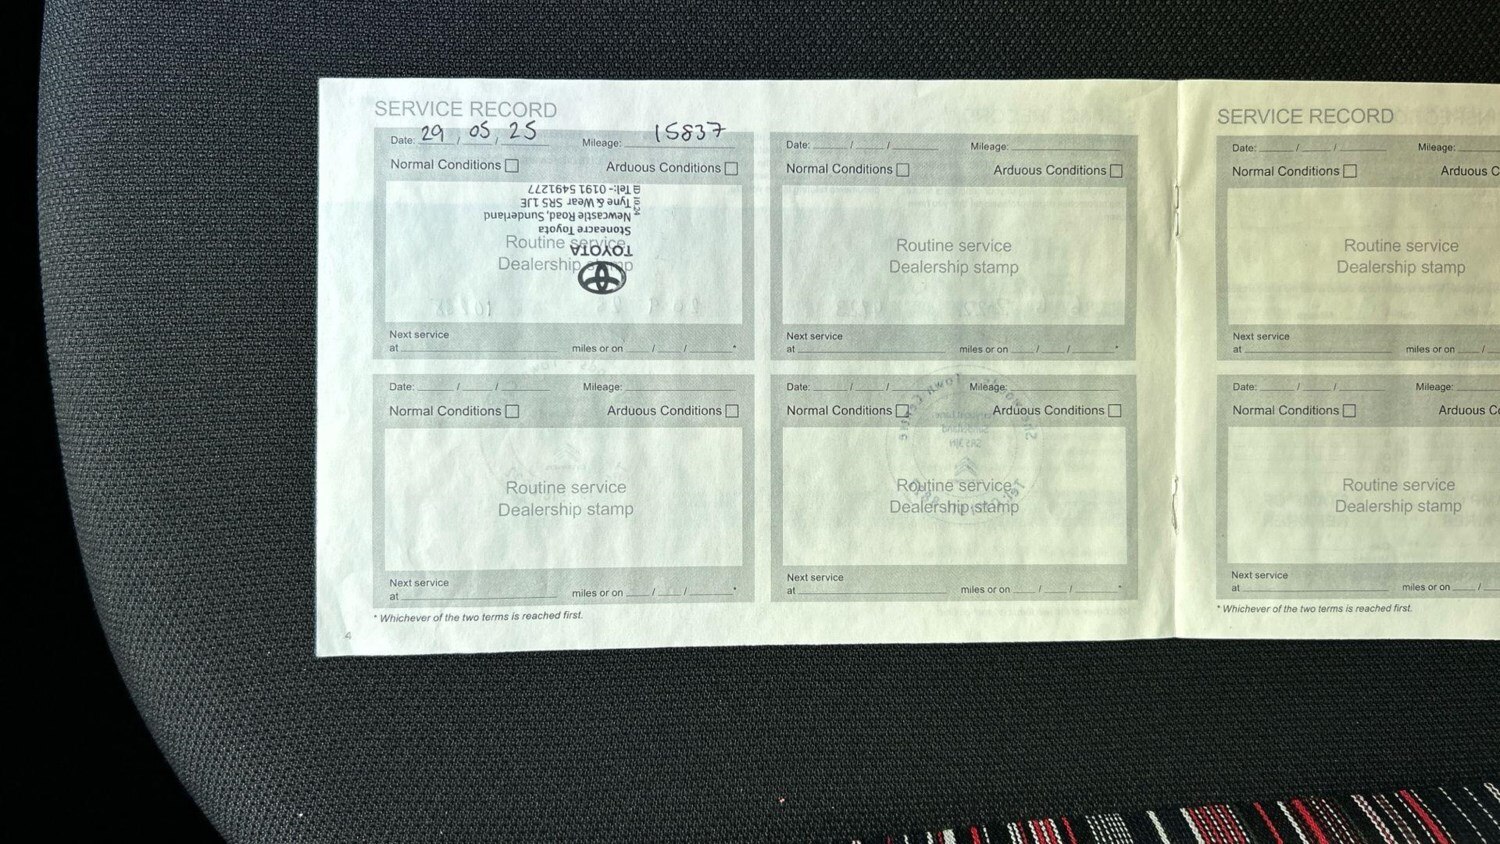 SERVICE RECORD
Date: 29 / 05 / 25 Mileage: 15837
Normal Conditions Arduous Conditions
Routine service
Dealership stamp
TOYOTA
Stoneacre Toyota
Newcastle Road, Sunderland
Tyne & Wear SR5 1JE
Tel:- 0191 5491277
10.24
Next service
at miles or on / / *
Date: / / Mileage:
Normal Conditions Arduous Conditions
Routine service
Dealership stamp
Next service
at miles or on / / *
Date: / / Mileage:
Normal Conditions Arduous Conditions
Routine service
Dealership stamp
Next service
at miles or on / / *
Date: / / Mileage:
Normal Conditions Arduous Conditions
Routine service
Dealership stamp
Next service
at miles or on / / *
* Whichever of the two terms is reached first.
4
SERVICE RECORD
Date: / / Mileage:
Normal Conditions Arduous C
Routine service
Dealership stamp
Next service
at miles or on /
Date: / / Mileage:
Normal Conditions Arduous Co
Routine service
Dealership stamp
Next service
at miles or on /
* Whichever of the two terms is reached first.